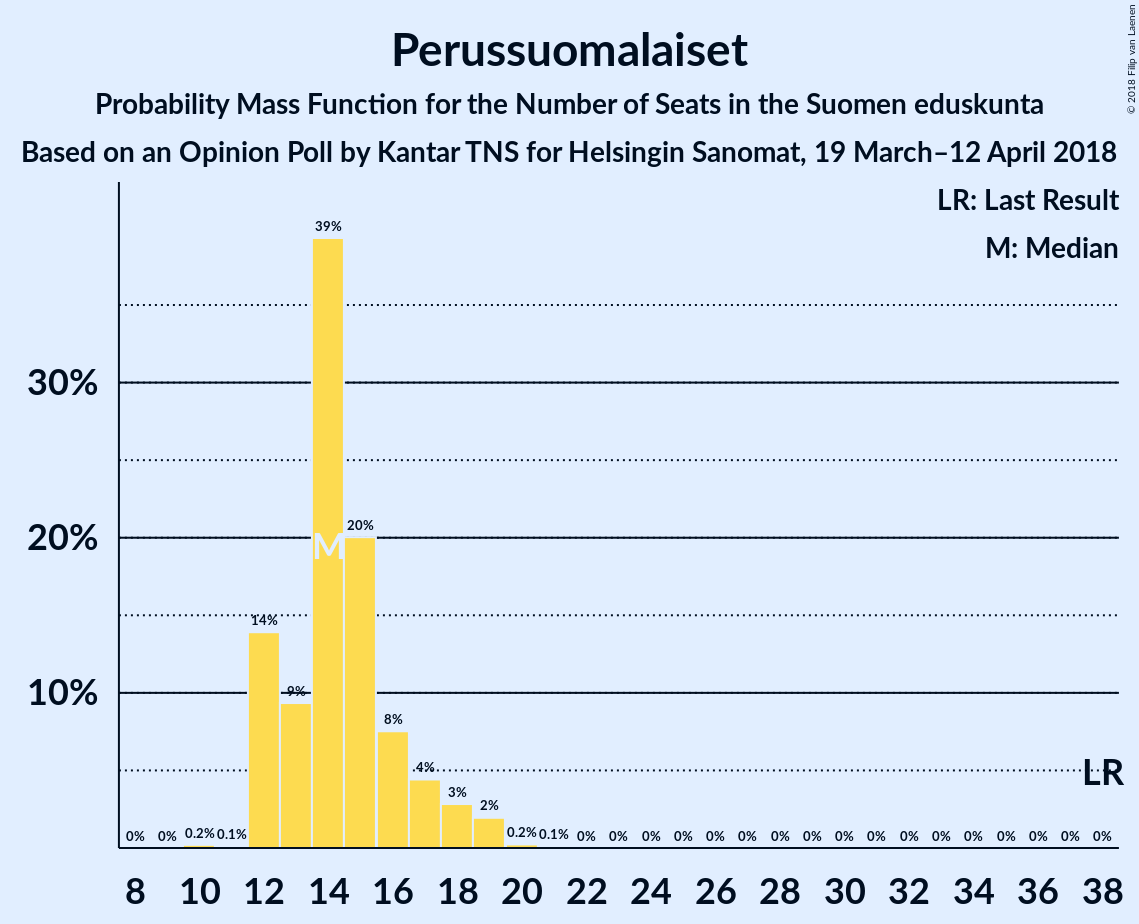 Perussuomalaiset
Probability Mass Function for the Number of Seats in the Suomen eduskunta
Based on an Opinion Poll by Kantar TNS for Helsingin Sanomat, 19 March–12 April 2018
© 2018 Filip van Laenen
LR: Last Result
M: Median
39%
30%
20%
20%
M
14%
10%
9%
8%
4%
LR
3%
2%
0% 0% 0.2% 0.1% 0.2% 0.1% 0% 0% 0% 0% 0% 0% 0% 0% 0% 0% 0% 0% 0% 0% 0% 0% 0%
8 10 12 14 16 18 20 22 24 26 28 30 32 34 36 38